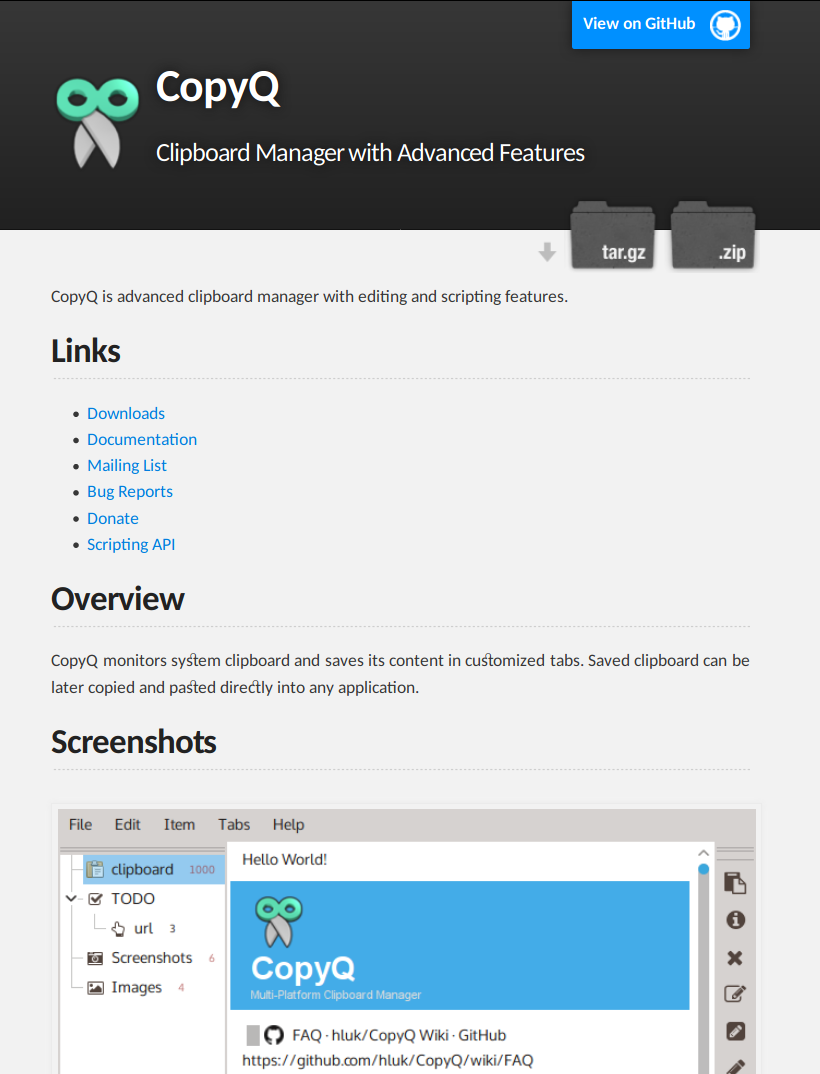 View on GitHub
CopyQ
Clipboard Manager with Advanced Features
tar.gz
.zip
CopyQ is advanced clipboard manager with editing and scripting features.
Links
Downloads
Documentation
Mailing List
Bug Reports
Donate
Scripting API
Overview
CopyQ monitors system clipboard and saves its content in customized tabs. Saved clipboard can be
later copied and pasted directly into any application.
Screenshots
File Edit Item Tabs Help
clipboard 1000
TODO
url 3
Screenshots 6
Images 4
Hello World!
CopyQ
Multi-Platform Clipboard Manager
FAQ · hluk/CopyQ Wiki · GitHub
https://github.com/hluk/CopyQ/wiki/FAQ